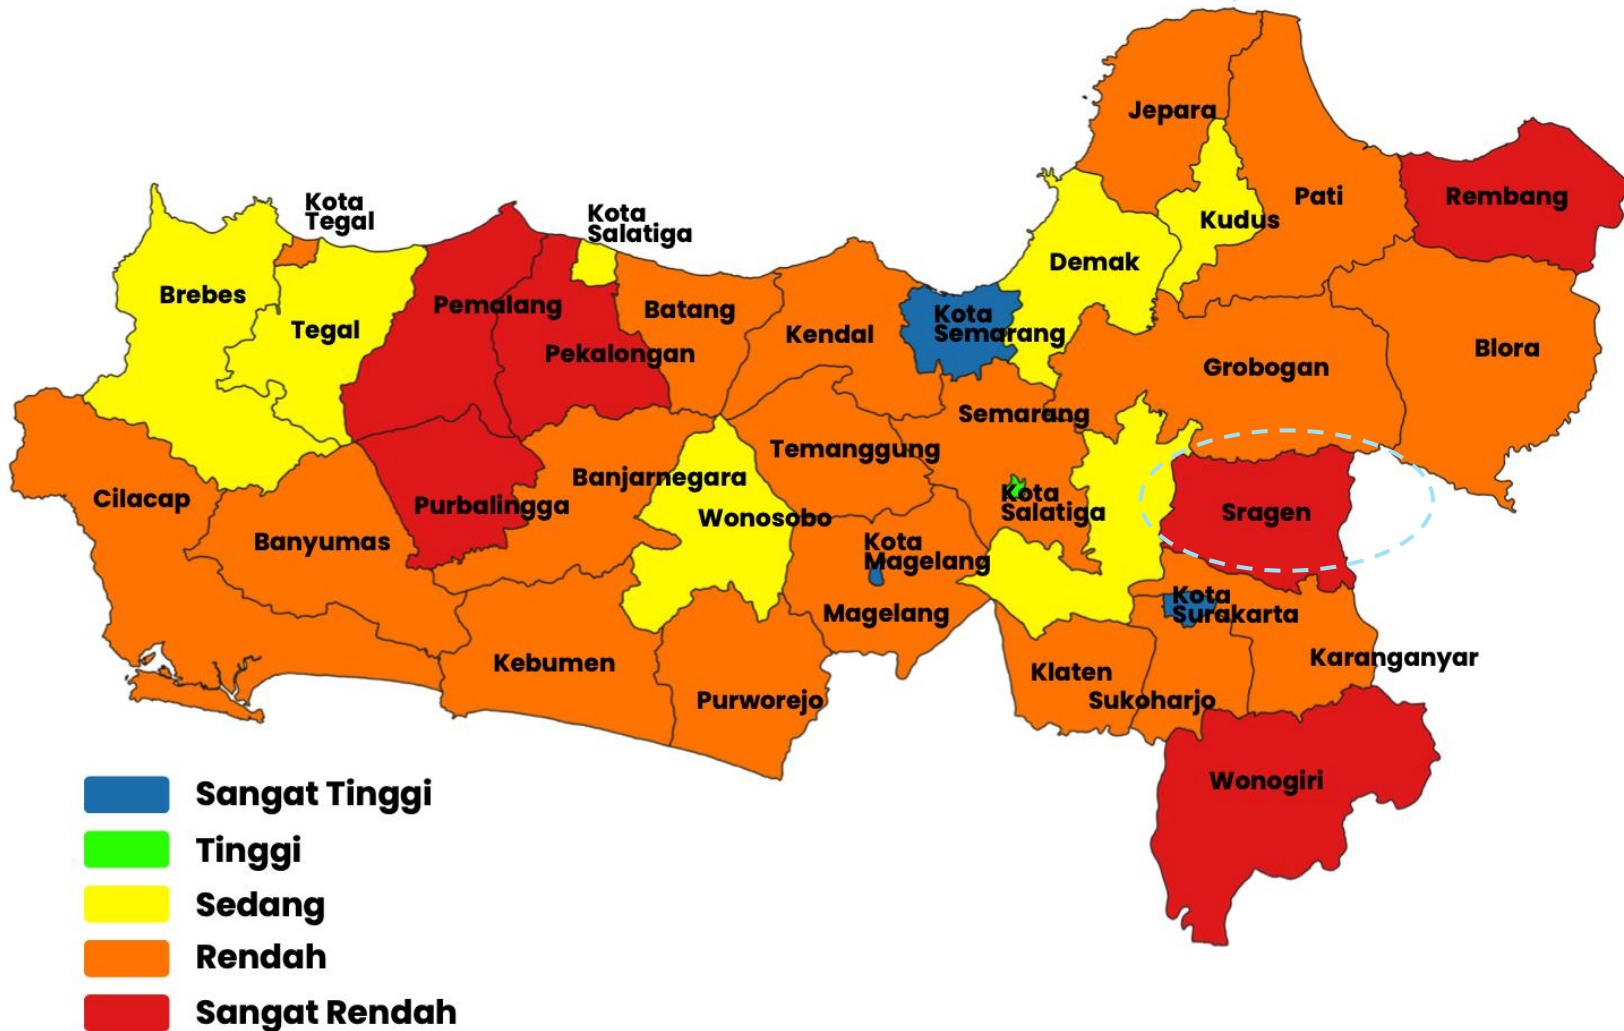 Jepara
Pati
Rembang
Kota
Tegal
Kota
Salatiga
Kudus
Demak
Brebes
Tegal
Pemalang
Batang
Kendal
Kota
Semarang
Pekalongan
Grobogan
Blora
Semarang
Temanggung
Banjarnegara
Cilacap
Purbalingga
Wonosobo
Kota
Salatiga
Sragen
Banyumas
Kota
Magelang
Magelang
Kota
Surakarta
Kebumen
Purworejo
Klaten
Sukoharjo
Karanganyar
Wonogiri
Sangat Tinggi
Tinggi
Sedang
Rendah
Sangat Rendah